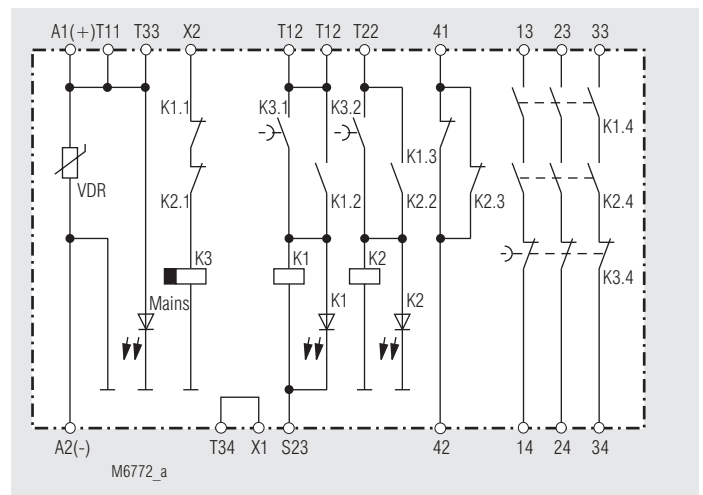 A1(+) T11 T33 X2 T12 T12 T22 41 13 23 33
K1.1 K3.1 K3.2
K1.4
K1.3
VDR
K2.1 K1.2 K2.2 K2.3 K2.4
K3 K1 K2
K3.4
Mains K1 K2
A2(-) T34 X1 S23 42 14 24 34
M6772_a